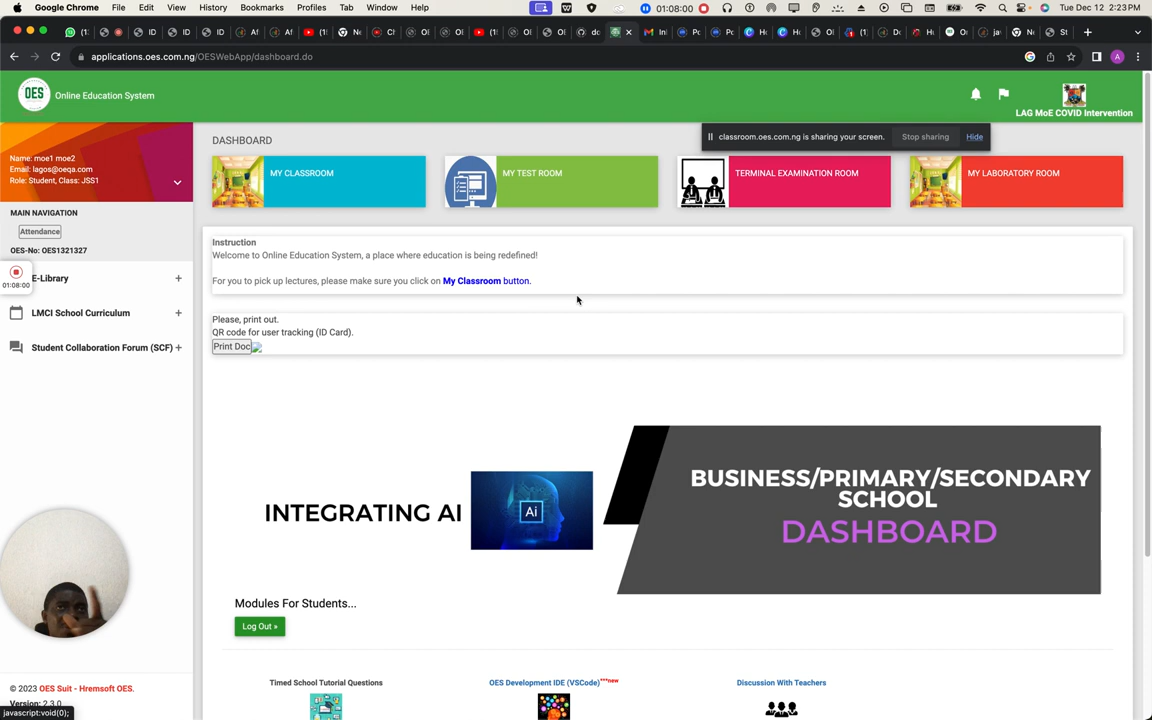 Google Chrome File Edit View History Bookmarks Profiles Tab Window Help 01:08:00 Tue Dec 12 2:23 PM
applications.oes.com.ng/OESWebApp/dashboard.do A
OES Online Education System
LAG MoE COVID Intervention
classroom.oes.com.ng is sharing your screen. Stop sharing Hide
DASHBOARD
MY CLASSROOM MY TEST ROOM TERMINAL EXAMINATION ROOM MY LABORATORY ROOM
Name: moe1 moe2
Email: lagos@oeqa.com
Role: Student, Class: JSS1
MAIN NAVIGATION
Attendance
OES-No: OES1321327
01:08:00
E-Library +
LMCI School Curriculum +
Student Collaboration Forum (SCF) +
Instruction
Welcome to Online Education System, a place where education is being redefined!
For you to pick up lectures, please make sure you click on My Classroom button.
Please, print out.
QR code for user tracking (ID Card).
Print Doc
INTEGRATING AI
Ai
BUSINESS/PRIMARY/SECONDARY
SCHOOL
DASHBOARD
Modules For Students...
Log Out »
Timed School Tutorial Questions
OES Development IDE (VSCode)***new
Discussion With Teachers
© 2023 OES Suit - Hremsoft OES.
Version: 2.3.0
javascript:void(0);